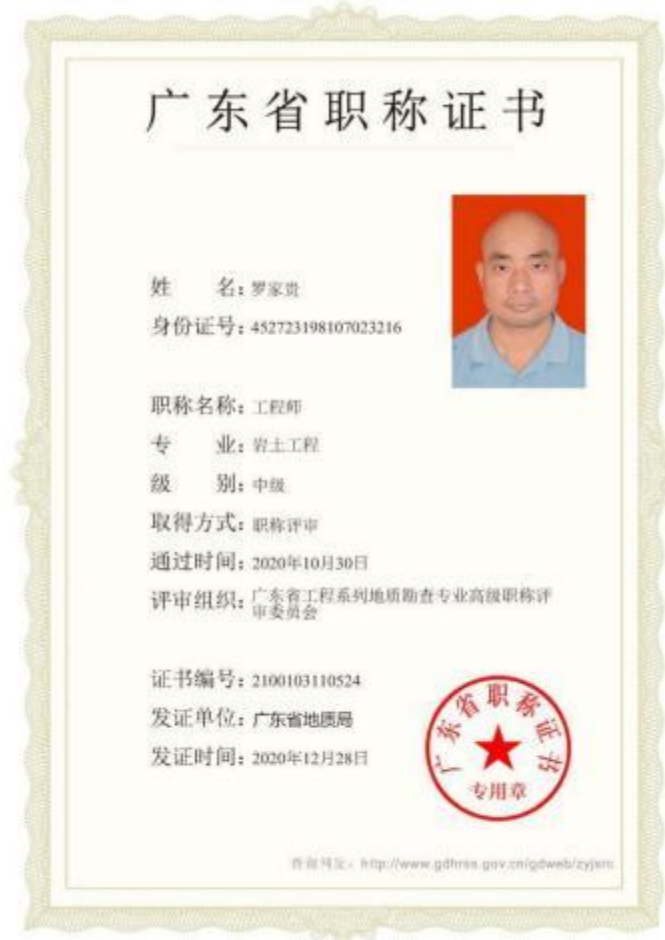 广东省职称证书
姓 名：罗家贵
身份证号：452723198107023216
职称名称：工程师
专 业：岩土工程
级 别：中级
取得方式：职称评审
通过时间：2020年10月30日
评审组织：广东省工程系列地质勘查专业高级职称评
审委员会
证书编号：2100103110524
发证单位：广东省地质局
发证时间：2020年12月28日
广东省职称证书
专用章
查询网址：http://www.gdhrss.gov.cn/gdweb/zyjsrc